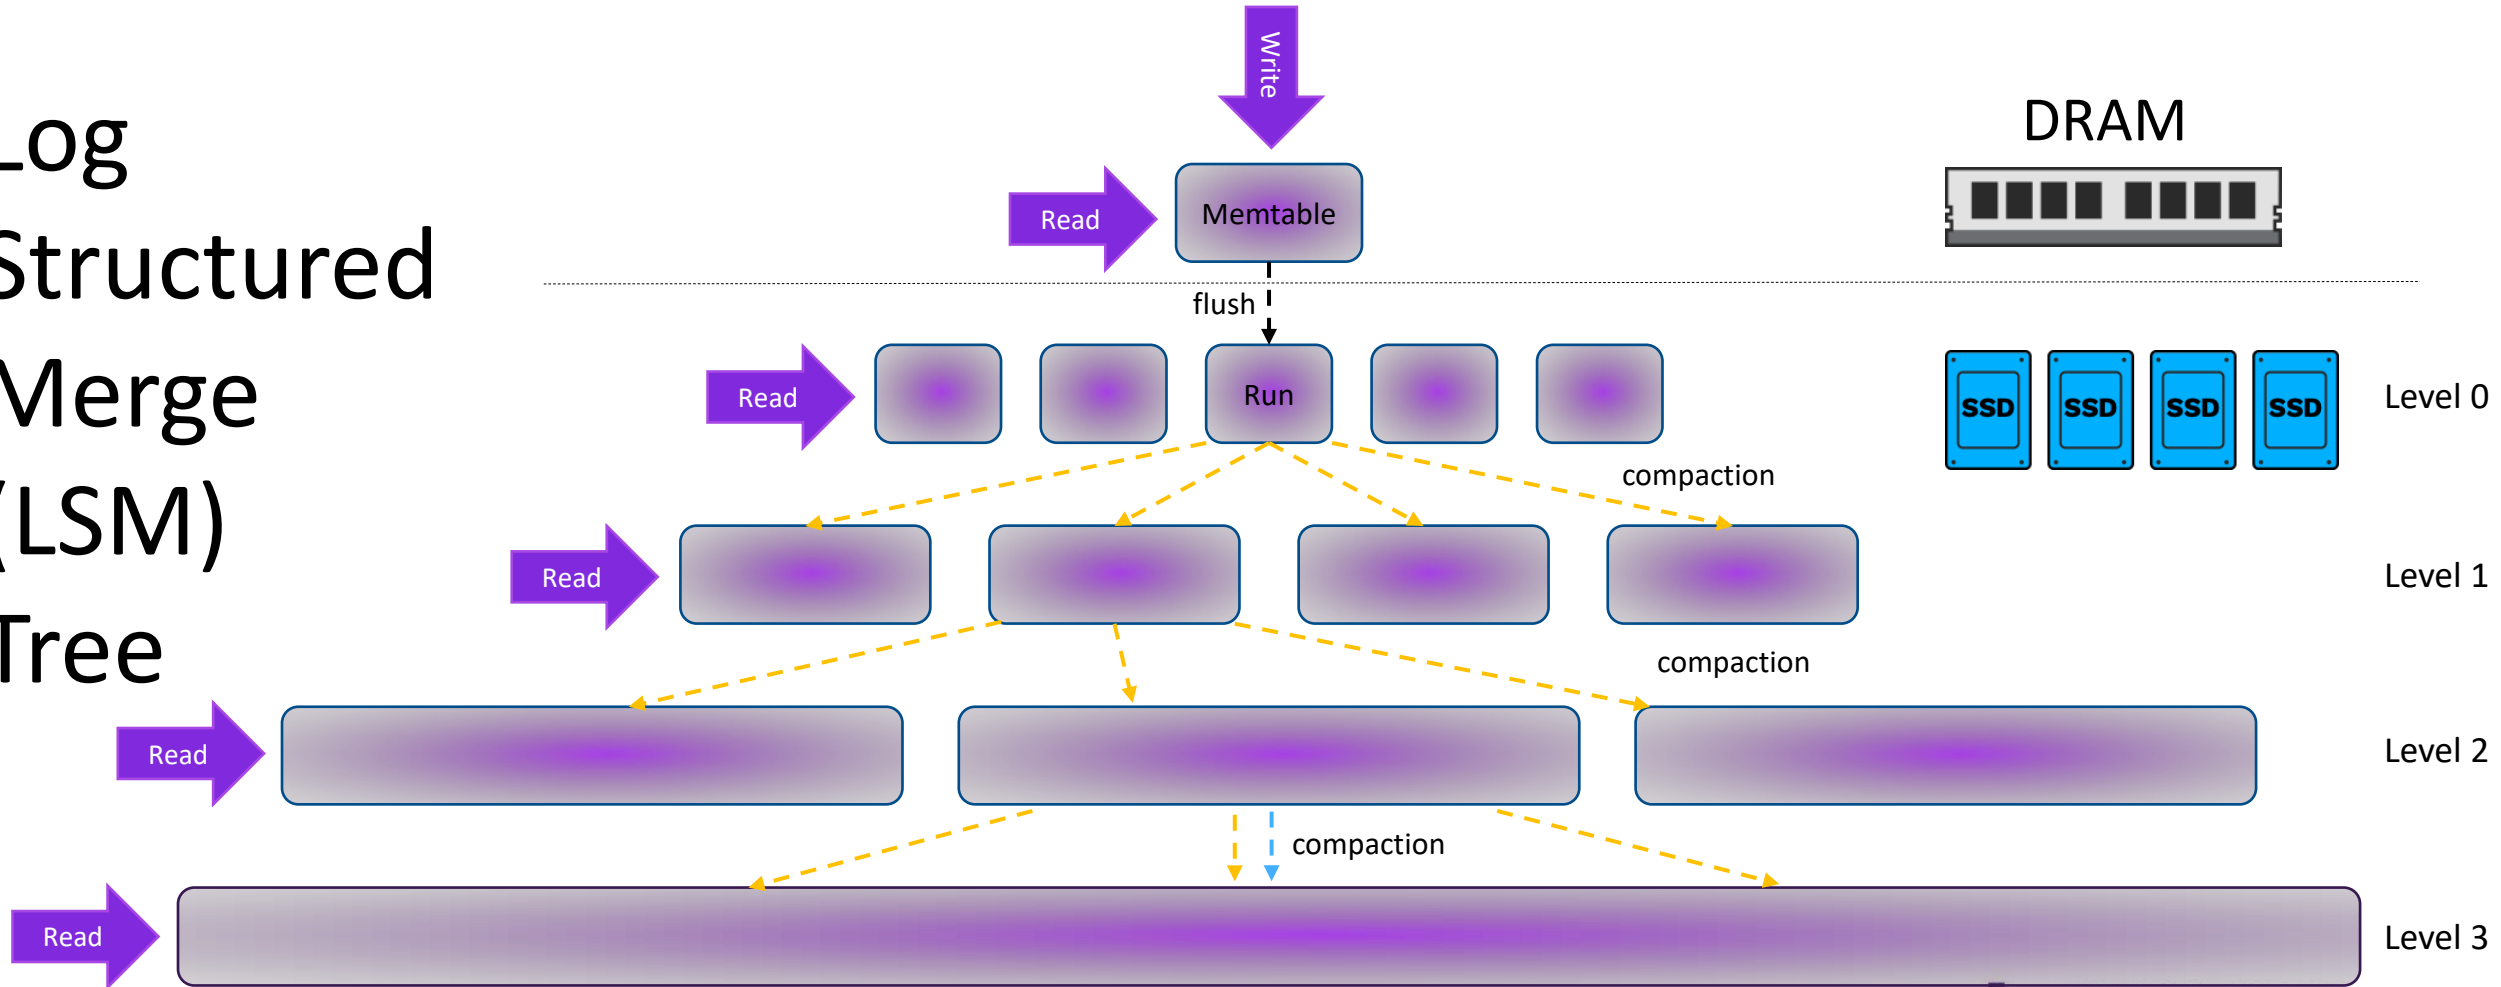 Write
DRAM
Log
Structured
Merge
(LSM)
Tree
Read
Memtable
flush
Read
Run
SSD
SSD
SSD
SSD
Level 0
compaction
Read
Level 1
compaction
Read
Level 2
compaction
Read
Level 3